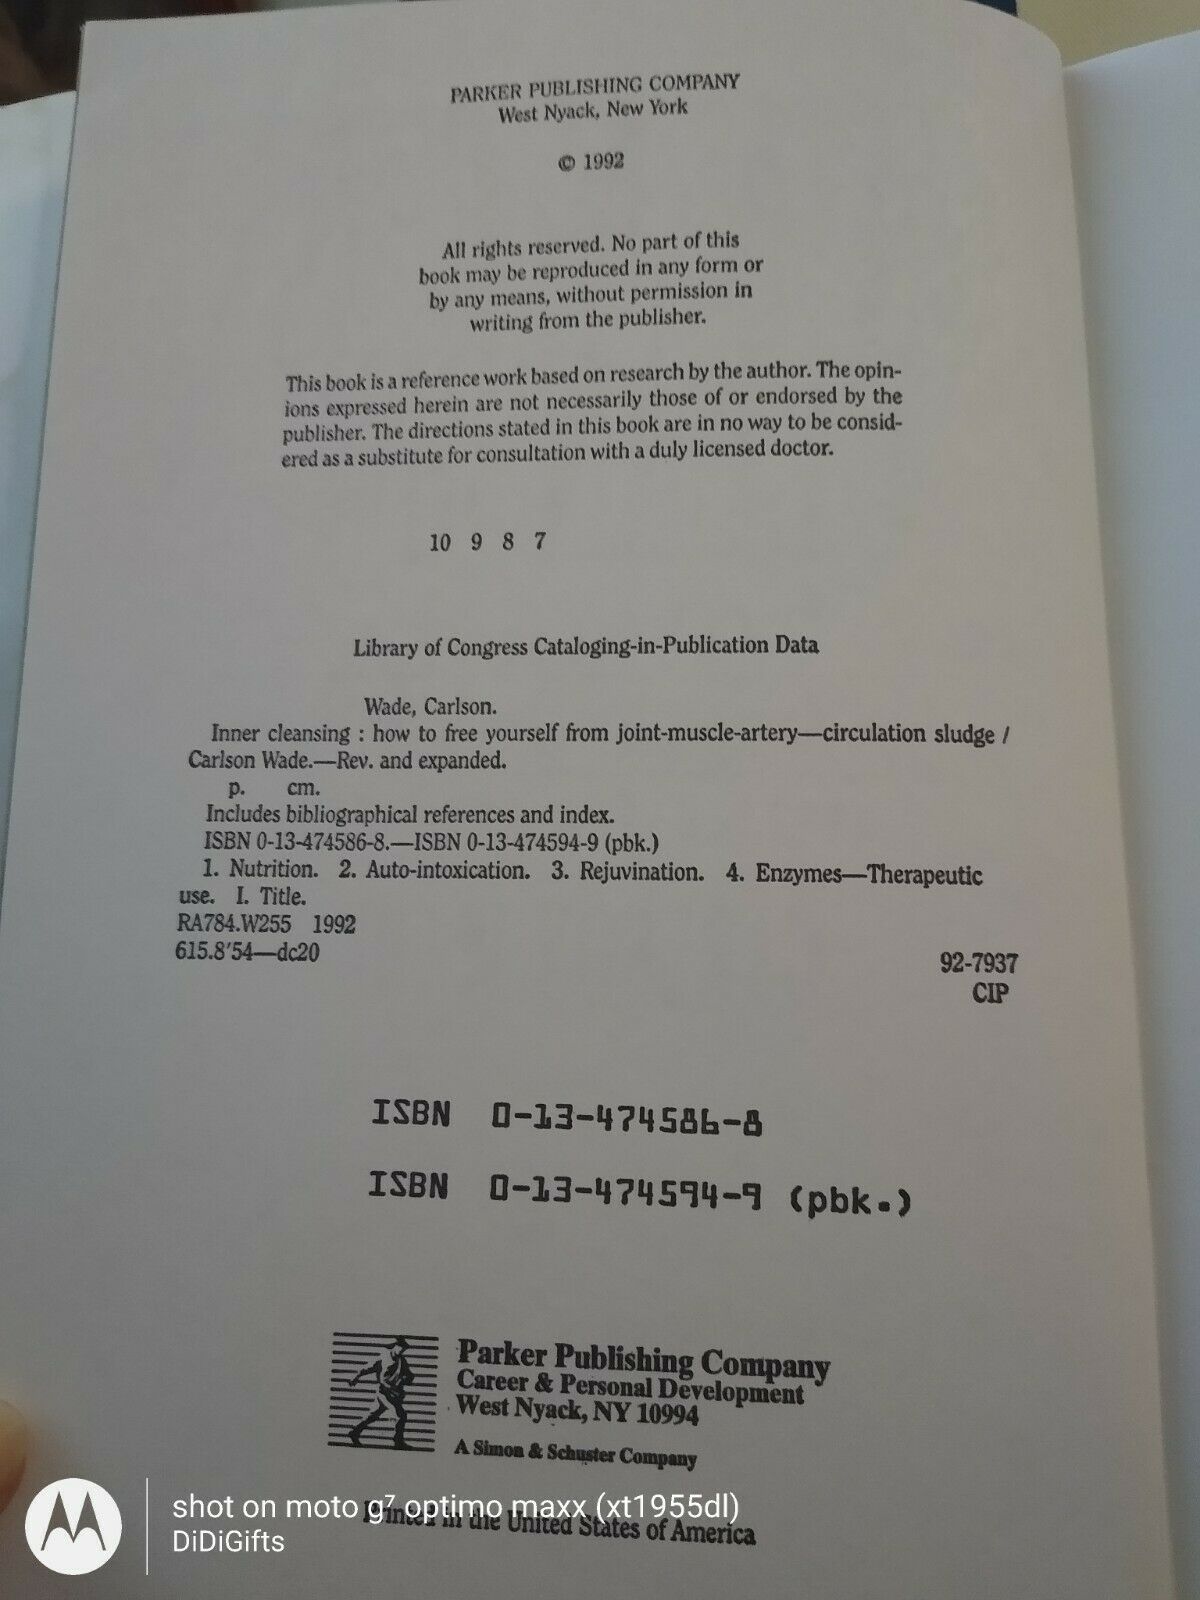 PARKER PUBLISHING COMPANY
West Nyack, New York
© 1992
All rights reserved. No part of this
book may be reproduced in any form or
by any means, without permission in
writing from the publisher.
This book is a reference work based on research by the author. The opin-
ions expressed herein are not necessarily those of or endorsed by the
publisher. The directions stated in this book are in no way to be consid-
ered as a substitute for consultation with a duly licensed doctor.
10 9 8 7
Library of Congress Cataloging-in-Publication Data
Wade, Carlson.
Inner cleansing : how to free yourself from joint-muscle-artery—circulation sludge /
Carlson Wade.—Rev. and expanded.
p. cm.
Includes bibliographical references and index.
ISBN 0-13-474586-8.—ISBN 0-13-474594-9 (pbk.)
1. Nutrition. 2. Auto-intoxication. 3. Rejuvination. 4. Enzymes—Therapeutic
use. I. Title.
RA784.W255 1992
615.8'54—dc20
92-7937
CIP
ISBN 0-13-474586-8
ISBN 0-13-474594-9 (pbk.)
Parker Publishing Company
Career & Personal Development
West Nyack, NY 10994
A Simon & Schuster Company
Printed in the United States of America
shot on moto g⁷ optimo maxx (xt1955dl)
DiDiGifts